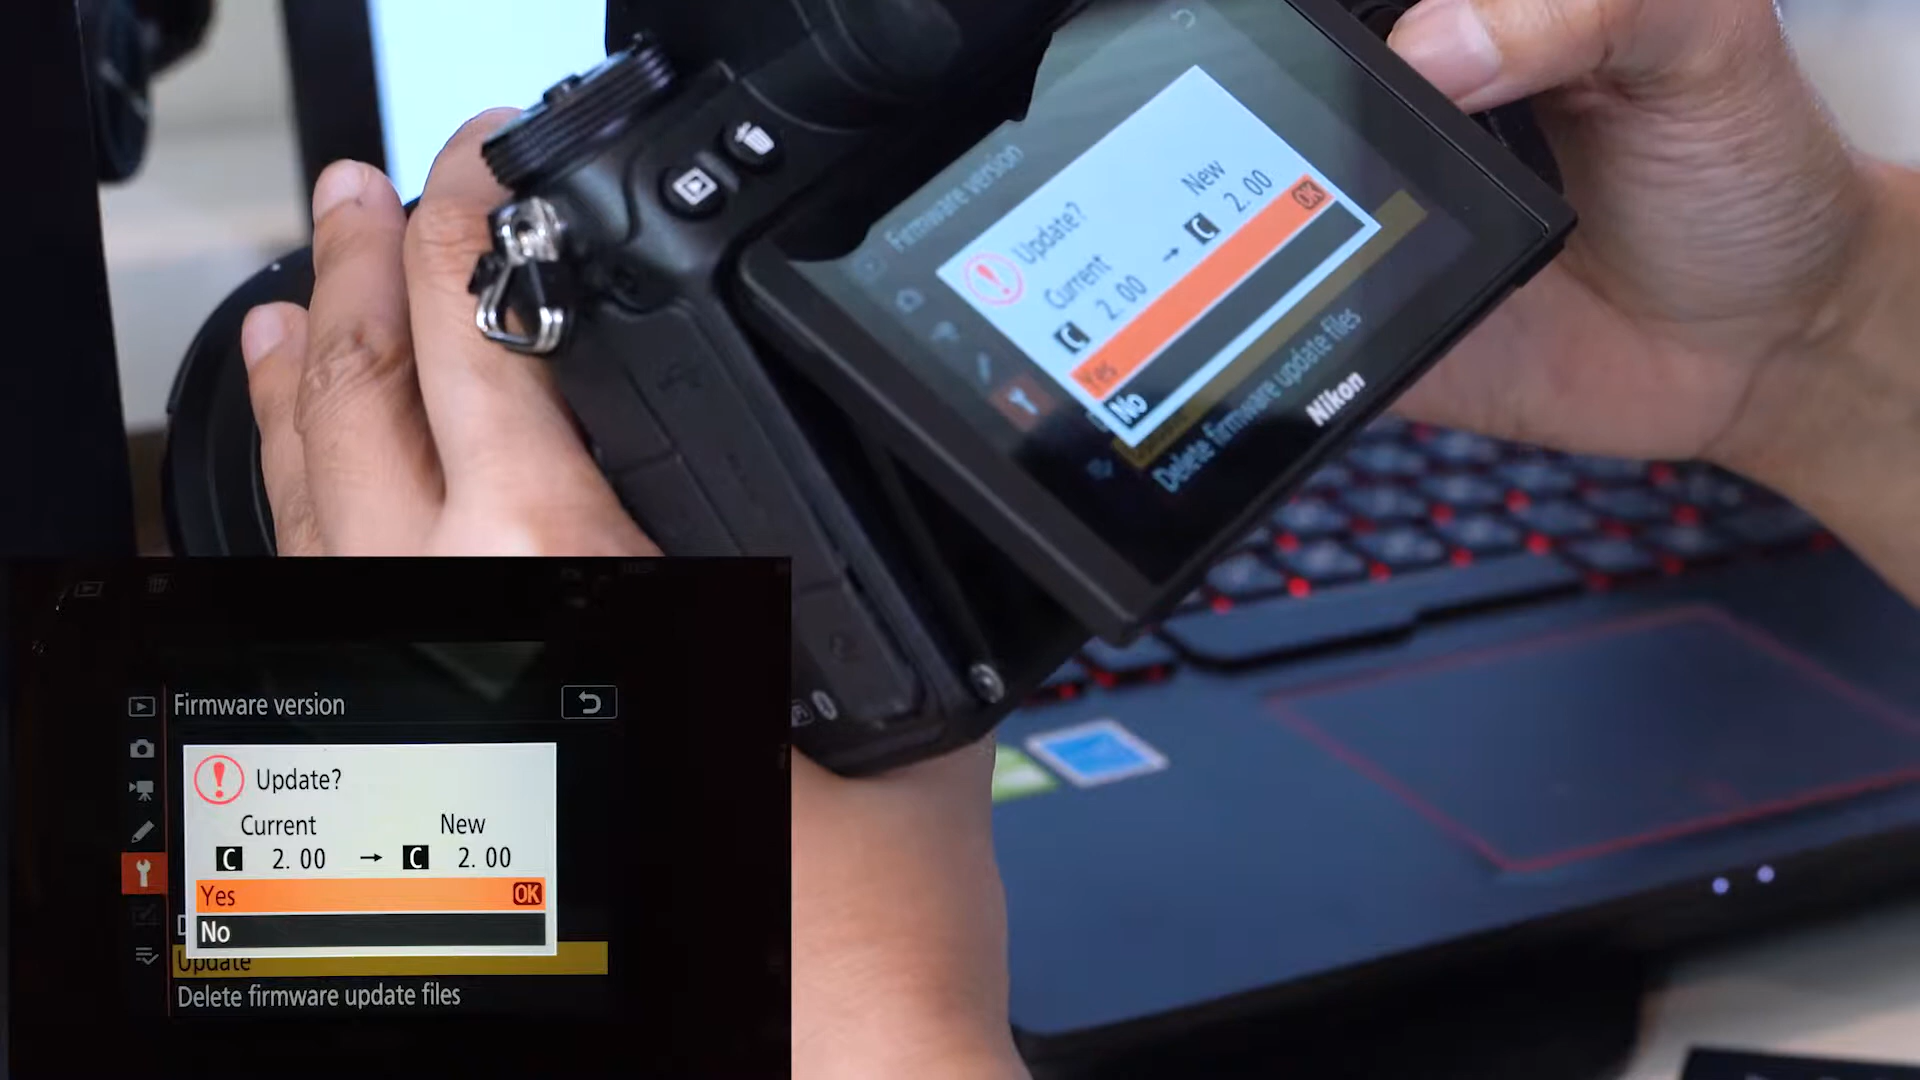 Firmware version
Update?
Current New
C 2.00 → C 2.00
Yes OK
No
Delete firmware update files
Nikon
Firmware version
Update?
Current New
C 2.00 → C 2.00
Yes OK
No
Update
Delete firmware update files